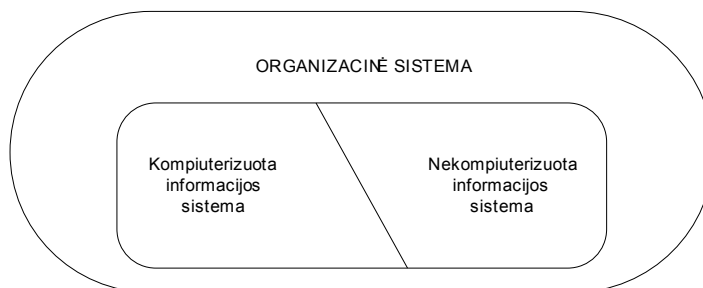 ORGANIZACINĖ SISTEMA
Kompiuterizuota
informacijos
sistema
Nekompiuterizuota
informacijos
sistema